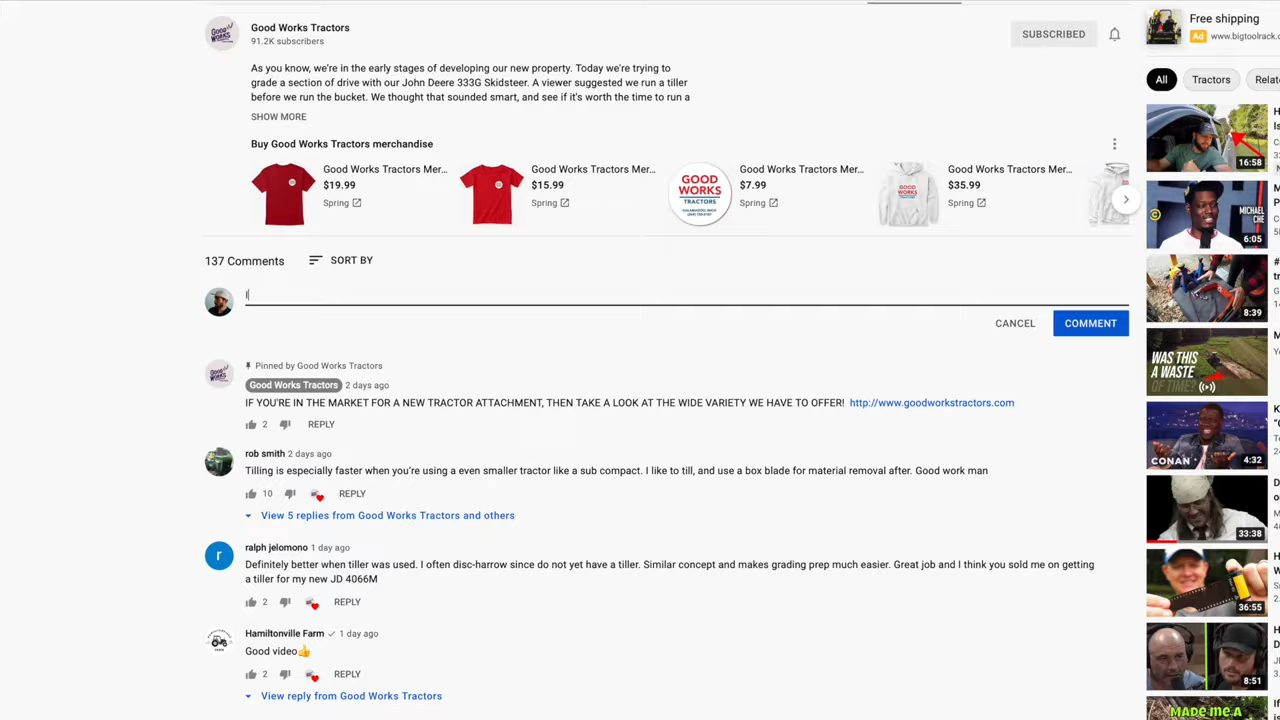 Good Works Tractors
91.2K subscribers
SUBSCRIBED
As you know, we're in the early stages of developing our new property. Today we're trying to
grade a section of drive with our John Deere 333G Skidsteer. A viewer suggested we run a tiller
before we run the bucket. We thought that sounded smart, and see if it's worth the time to run a
SHOW MORE
Buy Good Works Tractors merchandise
Good Works Tractors Mer...
$19.99
Spring
Good Works Tractors Mer...
$15.99
Spring
GOOD
WORKS
TRACTORS
Good Works Tractors Mer...
$7.99
Spring
Good Works Tractors Mer...
$35.99
Spring
137 Comments
SORT BY
I
CANCEL
COMMENT
Pinned by Good Works Tractors
Good Works Tractors 2 days ago
IF YOU'RE IN THE MARKET FOR A NEW TRACTOR ATTACHMENT, THEN TAKE A LOOK AT THE WIDE VARIETY WE HAVE TO OFFER! http://www.goodworkstractors.com
2 REPLY
rob smith 2 days ago
Tilling is especially faster when you're using a even smaller tractor like a sub compact. I like to till, and use a box blade for material removal after. Good work man
10 REPLY
View 5 replies from Good Works Tractors and others
r
ralph jelomono 1 day ago
Definitely better when tiller was used. I often disc-harrow since do not yet have a tiller. Similar concept and makes grading prep much easier. Great job and I think you sold me on getting
a tiller for my new JD 4066M
2 REPLY
Hamiltonville Farm 1 day ago
Good video👍
2 REPLY
View reply from Good Works Tractors
Free shipping
Ad www.bigtoolrack.c
All
Tractors
Relate
16:58
MICHAEL
CHE
6:05
8:39
WAS THIS
A WASTE
OF TIME?
CONAN
4:32
33:38
36:55
8:51
MADE ME A